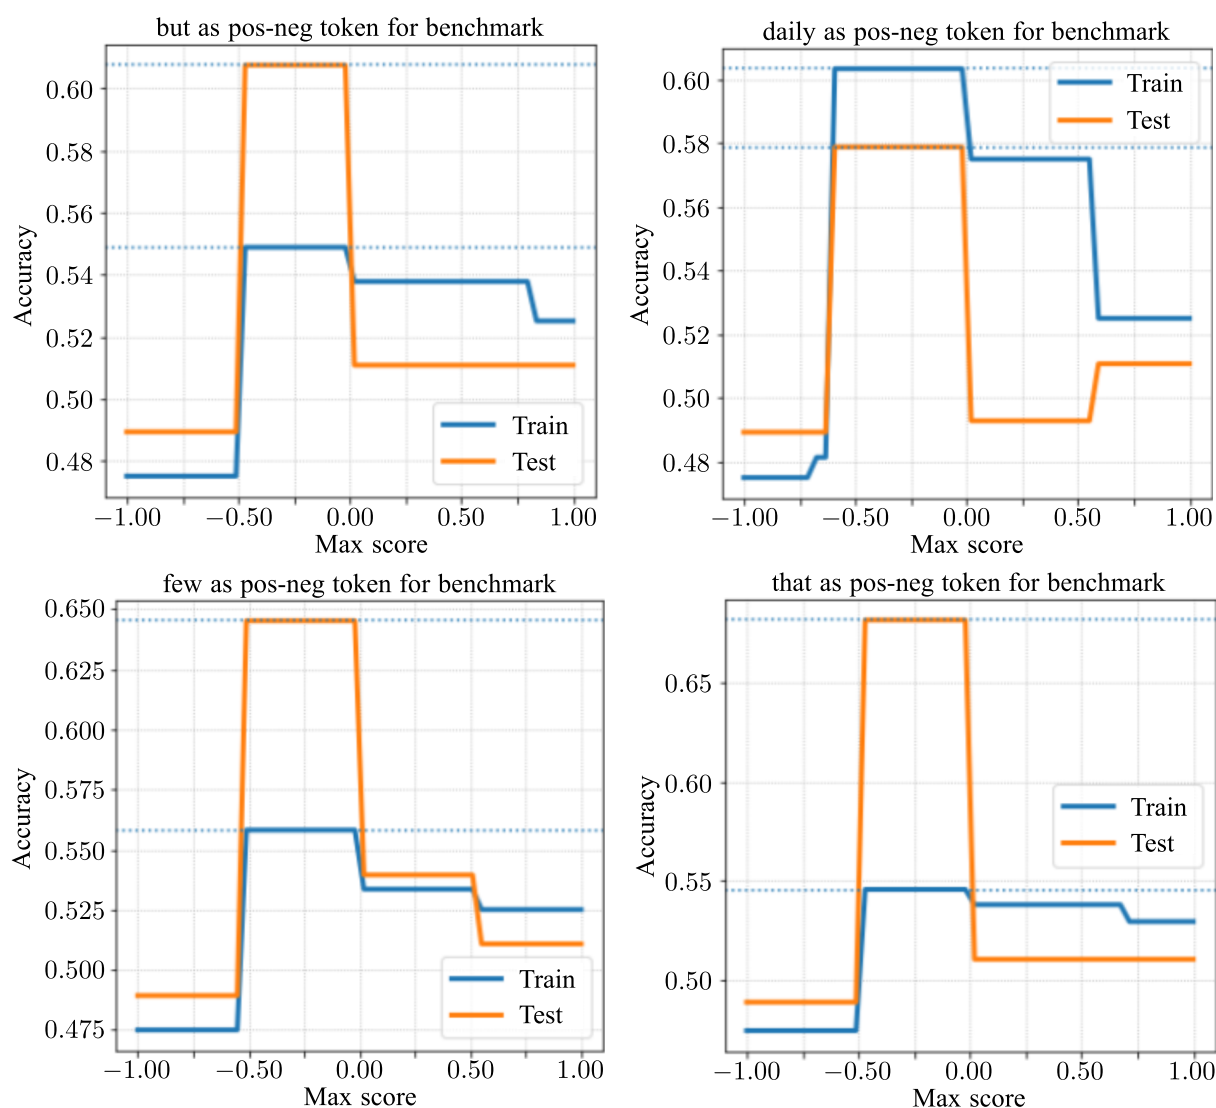 but as pos-neg token for benchmark
Accuracy
0.60
0.58
0.56
0.54
0.52
0.50
0.48
Train
Test
−1.00 −0.50 0.00 0.50 1.00
Max score
daily as pos-neg token for benchmark
Accuracy
0.60
0.58
0.56
0.54
0.52
0.50
0.48
Train
Test
−1.00 −0.50 0.00 0.50 1.00
Max score
few as pos-neg token for benchmark
Accuracy
0.650
0.625
0.600
0.575
0.550
0.525
0.500
0.475
Train
Test
−1.00 −0.50 0.00 0.50 1.00
Max score
that as pos-neg token for benchmark
Accuracy
0.65
0.60
0.55
0.50
Train
Test
−1.00 −0.50 0.00 0.50 1.00
Max score